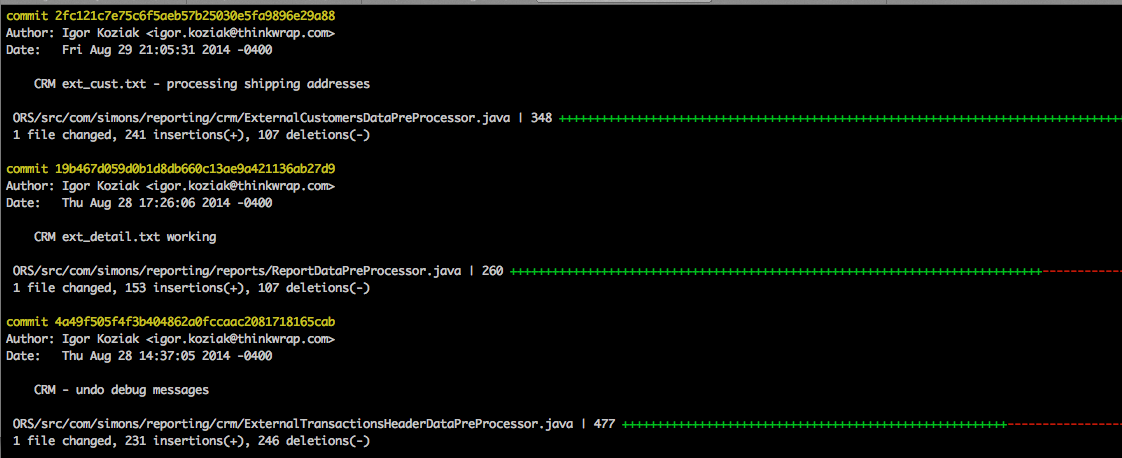 commit 2fc121c7e75c6f5aeb57b25030e5fa9896e29a88
Author: Igor Koziak <igor.koziak@thinkwrap.com>
Date:   Fri Aug 29 21:05:31 2014 -0400
CRM ext_cust.txt - processing shipping addresses
ORS/src/com/simons/reporting/crm/ExternalCustomersDataPreProcessor.java | 348 ++++++++++++++++++++++++++++++++++++++++++++++++++++++++++++++++++++++++++++++++
1 file changed, 241 insertions(+), 107 deletions(-)
commit 19b467d059d0b1d8db660c13ae9a421136ab27d9
Author: Igor Koziak <igor.koziak@thinkwrap.com>
Date:   Thu Aug 28 17:26:06 2014 -0400
CRM ext_detail.txt working
ORS/src/com/simons/reporting/reports/ReportDataPreProcessor.java | 260 ++++++++++++++++++++++++++++++++++++++++++++++++++++++++++++++++++++++++++++------------
1 file changed, 153 insertions(+), 107 deletions(-)
commit 4a49f505f4f3b404862a0fccaac2081718165cab
Author: Igor Koziak <igor.koziak@thinkwrap.com>
Date:   Thu Aug 28 14:37:05 2014 -0400
CRM - undo debug messages
ORS/src/com/simons/reporting/crm/ExternalTransactionsHeaderDataPreProcessor.java | 477 +++++++++++++++++++++++++++++++++++++++++++++++++++++++-----------------
1 file changed, 231 insertions(+), 246 deletions(-)